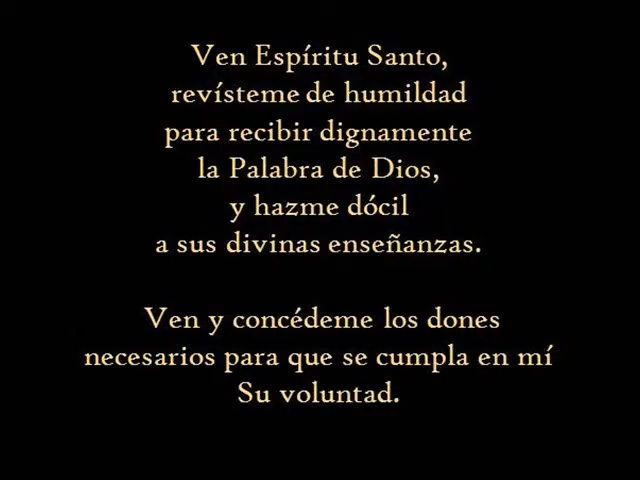 Ven Espíritu Santo,
revísteme de humildad
para recibir dignamente
la Palabra de Dios,
y hazme dócil
a sus divinas enseñanzas.
Ven y concédeme los dones
necesarios para que se cumpla en mí
Su voluntad.